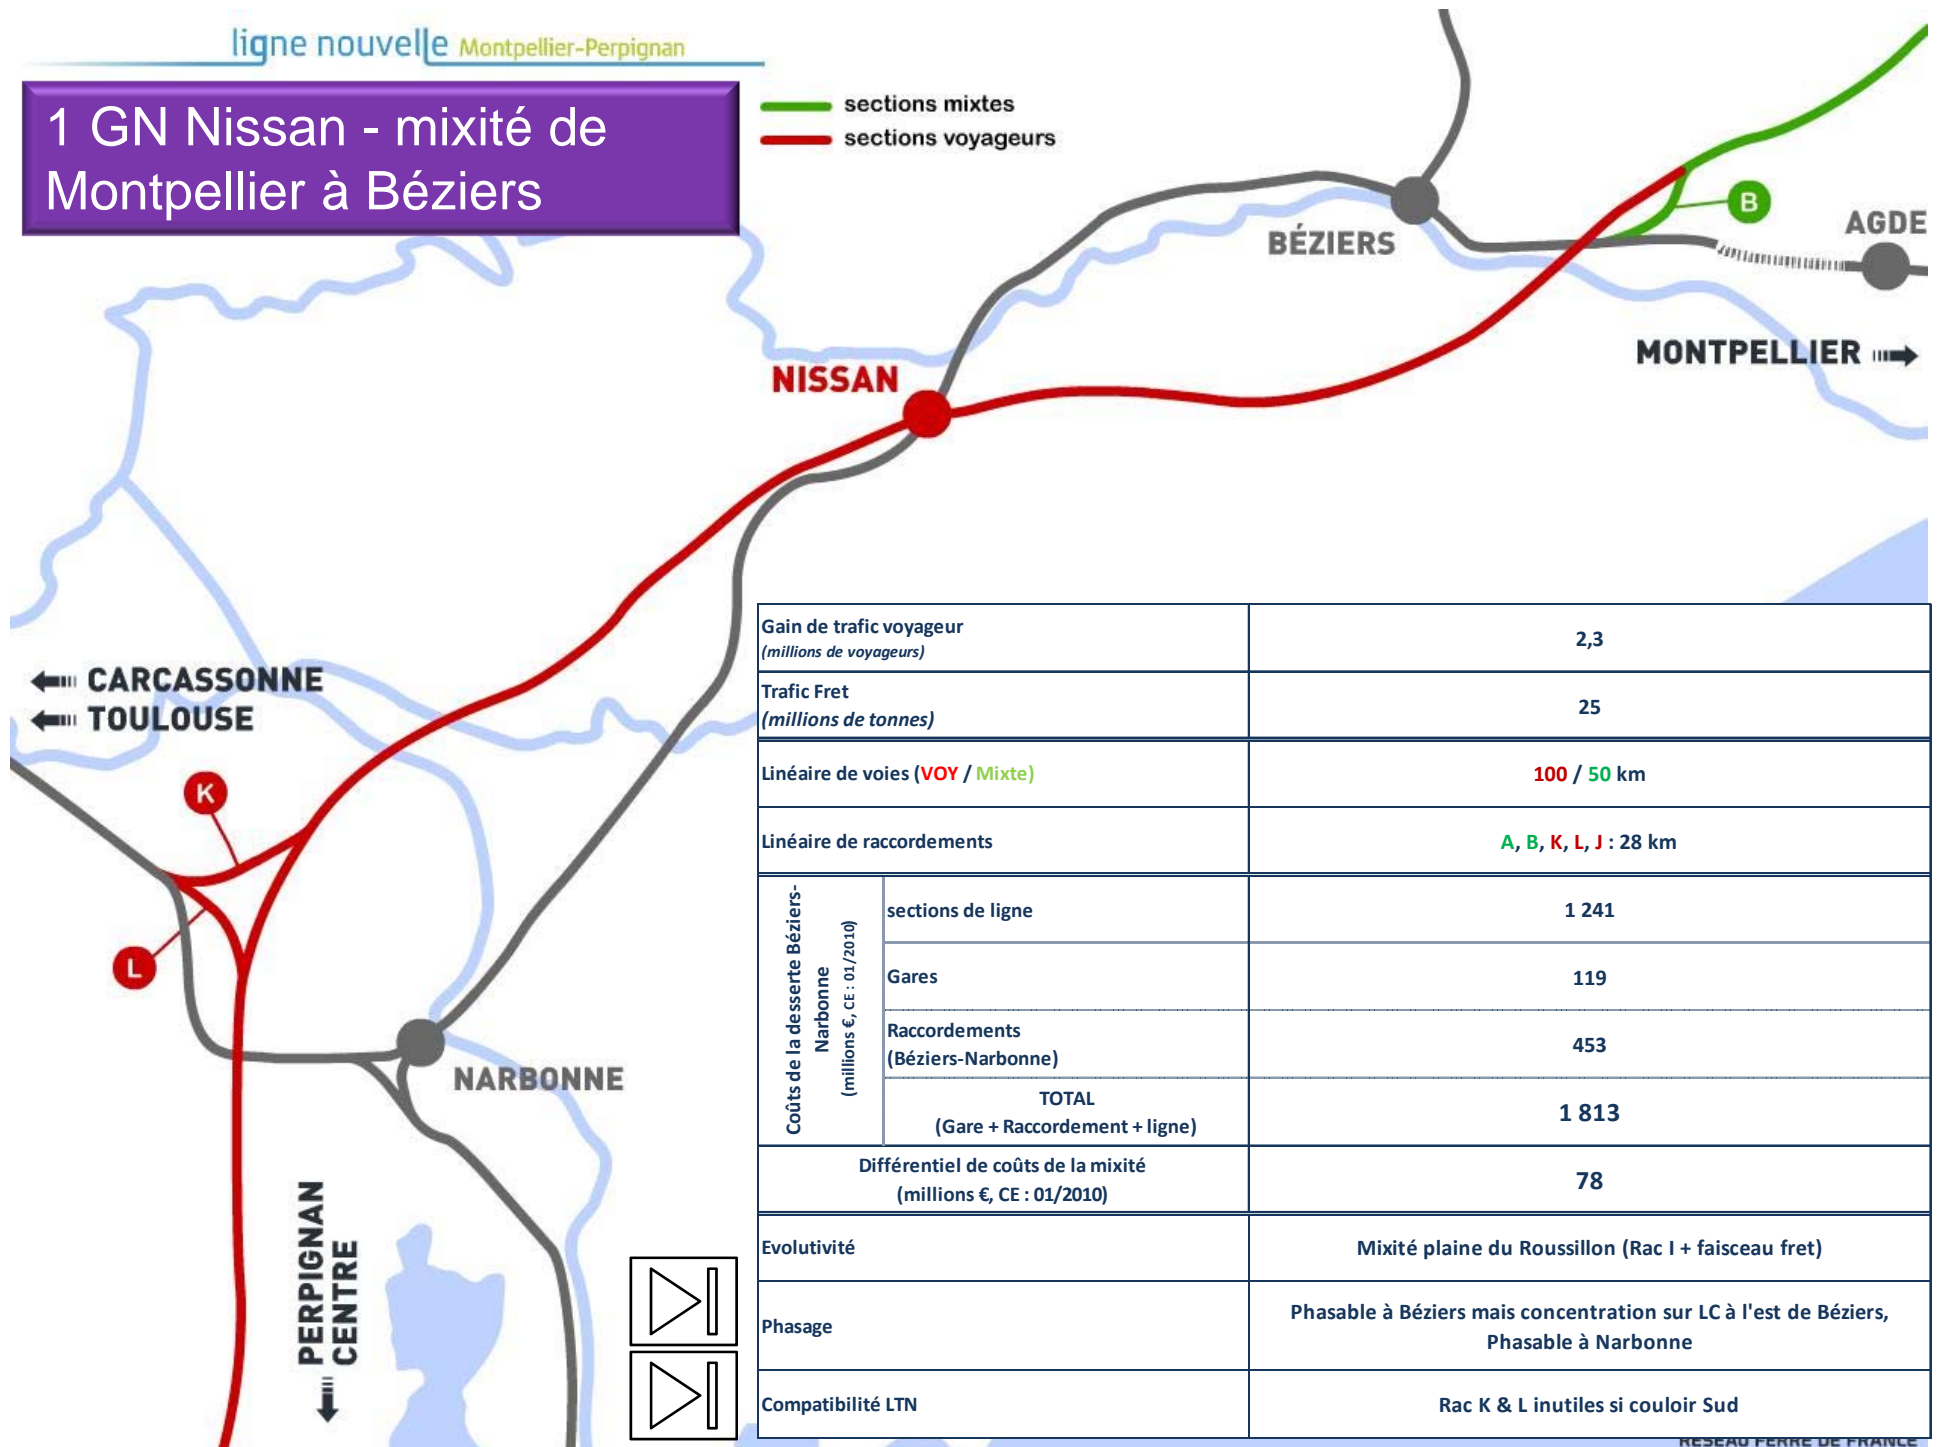 ligne nouvelle Montpellier-Perpignan
1 GN Nissan - mixité de
Montpellier à Béziers
sections mixtes
sections voyageurs
B
AGDE
BÉZIERS
MONTPELLIER
NISSAN
CARCASSONNE
TOULOUSE
K
L
NARBONNE
PERPIGNAN
CENTRE
Gain de trafic voyageur
(millions de voyageurs)
2,3
Trafic Fret
(millions de tonnes)
25
Linéaire de voies (VOY / Mixte)
100 / 50 km
Linéaire de raccordements
A, B, K, L, J : 28 km
Coûts de la desserte Béziers-
Narbonne
(millions €, CE : 01/2010)
sections de ligne
1 241
Gares
119
Raccordements
(Béziers-Narbonne)
453
TOTAL
(Gare + Raccordement + ligne)
1 813
Différentiel de coûts de la mixité
(millions €, CE : 01/2010)
78
Evolutivité
Mixité plaine du Roussillon (Rac I + faisceau fret)
Phasage
Phasable à Béziers mais concentration sur LC à l'est de Béziers,
Phasable à Narbonne
Compatibilité LTN
Rac K & L inutiles si couloir Sud
RESEAU FERRE DE FRANCE